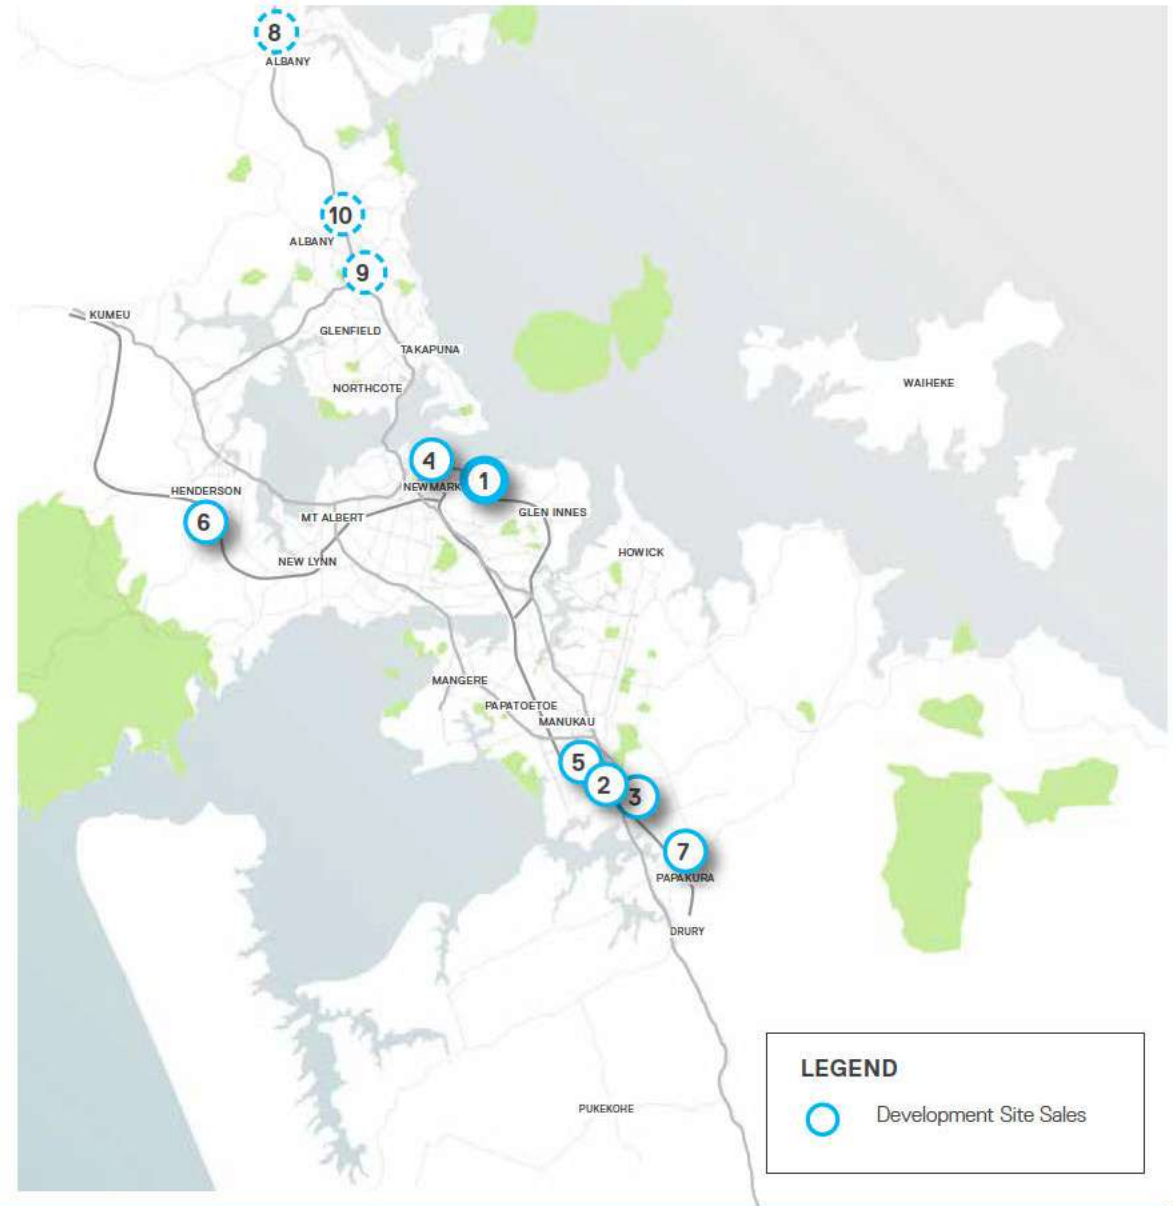 8
ALBANY
10
ALBANY
9
KUMEU
GLENFIELD
TAKAPUNA
NORTHCOTE
WAIHEKE
4
1
NEWMARK
HENDERSON
6
MT ALBERT
GLEN INNES
NEW LYNN
HOWICK
MANGERE
PAPATOETOE
MANUKAU
5
2
3
7
PAPAKURA
DRURY
PUKEKOHE
LEGEND
Development Site Sales